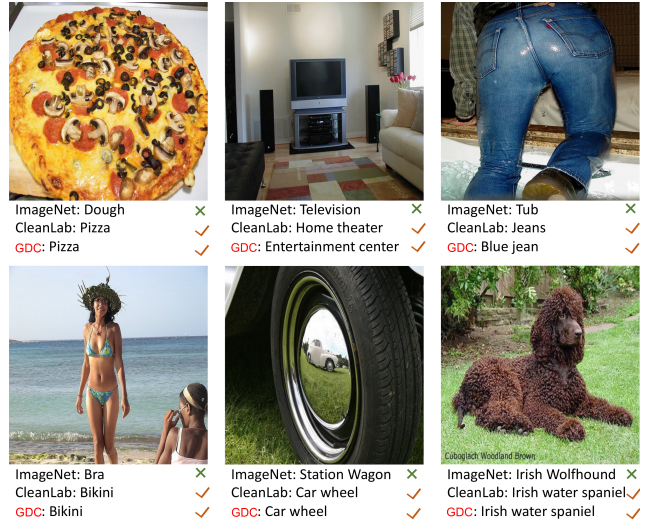 ImageNet: Dough ✕
CleanLab: Pizza ✓
GDC: Pizza ✓
ImageNet: Television ✕
CleanLab: Home theater ✓
GDC: Entertainment center ✓
ImageNet: Tub ✕
CleanLab: Jeans ✓
GDC: Blue jean ✓
ImageNet: Bra ✕
CleanLab: Bikini ✓
GDC: Bikini ✓
ImageNet: Station Wagon ✕
CleanLab: Car wheel ✓
GDC: Car wheel ✓
Cuboglach Woodland Brown
ImageNet: Irish Wolfhound ✕
CleanLab: Irish water spaniel ✓
GDC: Irish water spaniel ✓